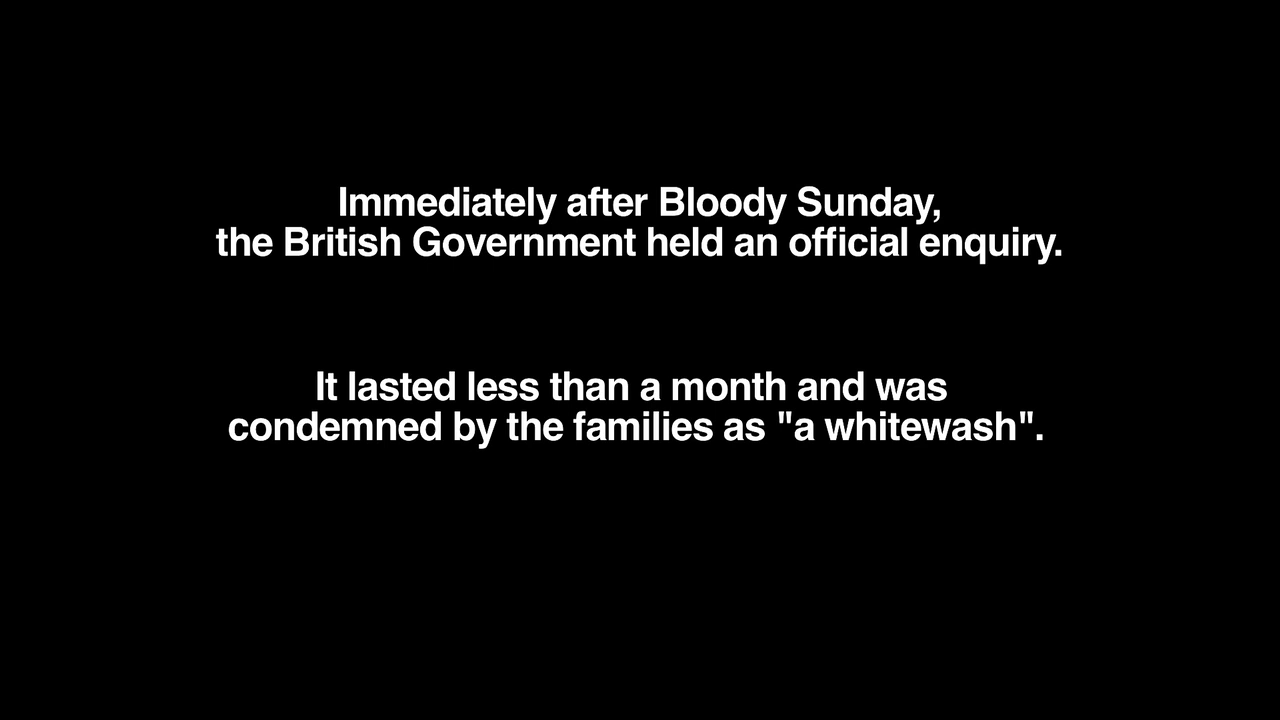 Immediately after Bloody Sunday,
the British Government held an official enquiry.
It lasted less than a month and was
condemned by the families as "a whitewash".